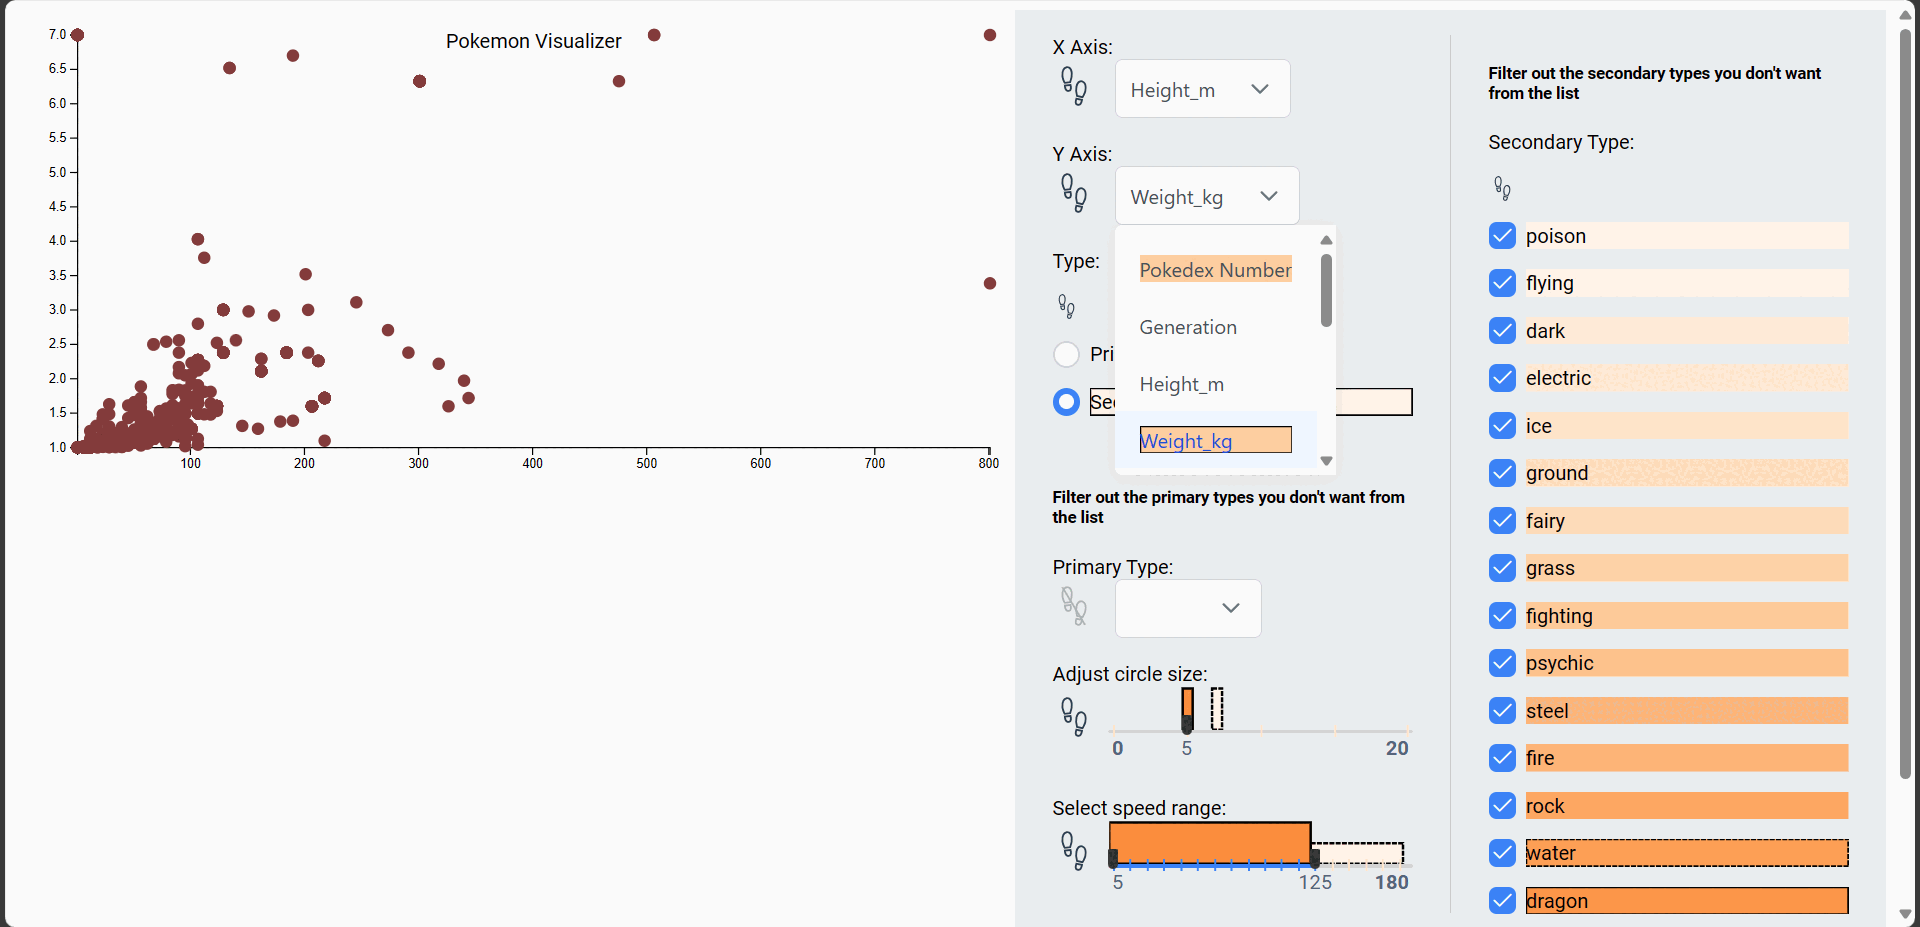 Pokemon Visualizer
7.0
6.5
6.0
5.5
5.0
4.5
4.0
3.5
3.0
2.5
2.0
1.5
1.0
100 200 300 400 500 600 700 800
X Axis:
Height_m
Y Axis:
Weight_kg
Pokedex Number
Generation
Height_m
Weight_kg
Type:
Pri
Se
Filter out the primary types you don't want from
the list
Primary Type:
Adjust circle size:
0 5 20
Select speed range:
5 125 180
Filter out the secondary types you don't want
from the list
Secondary Type:
poison
flying
dark
electric
ice
ground
fairy
grass
fighting
psychic
steel
fire
rock
water
dragon